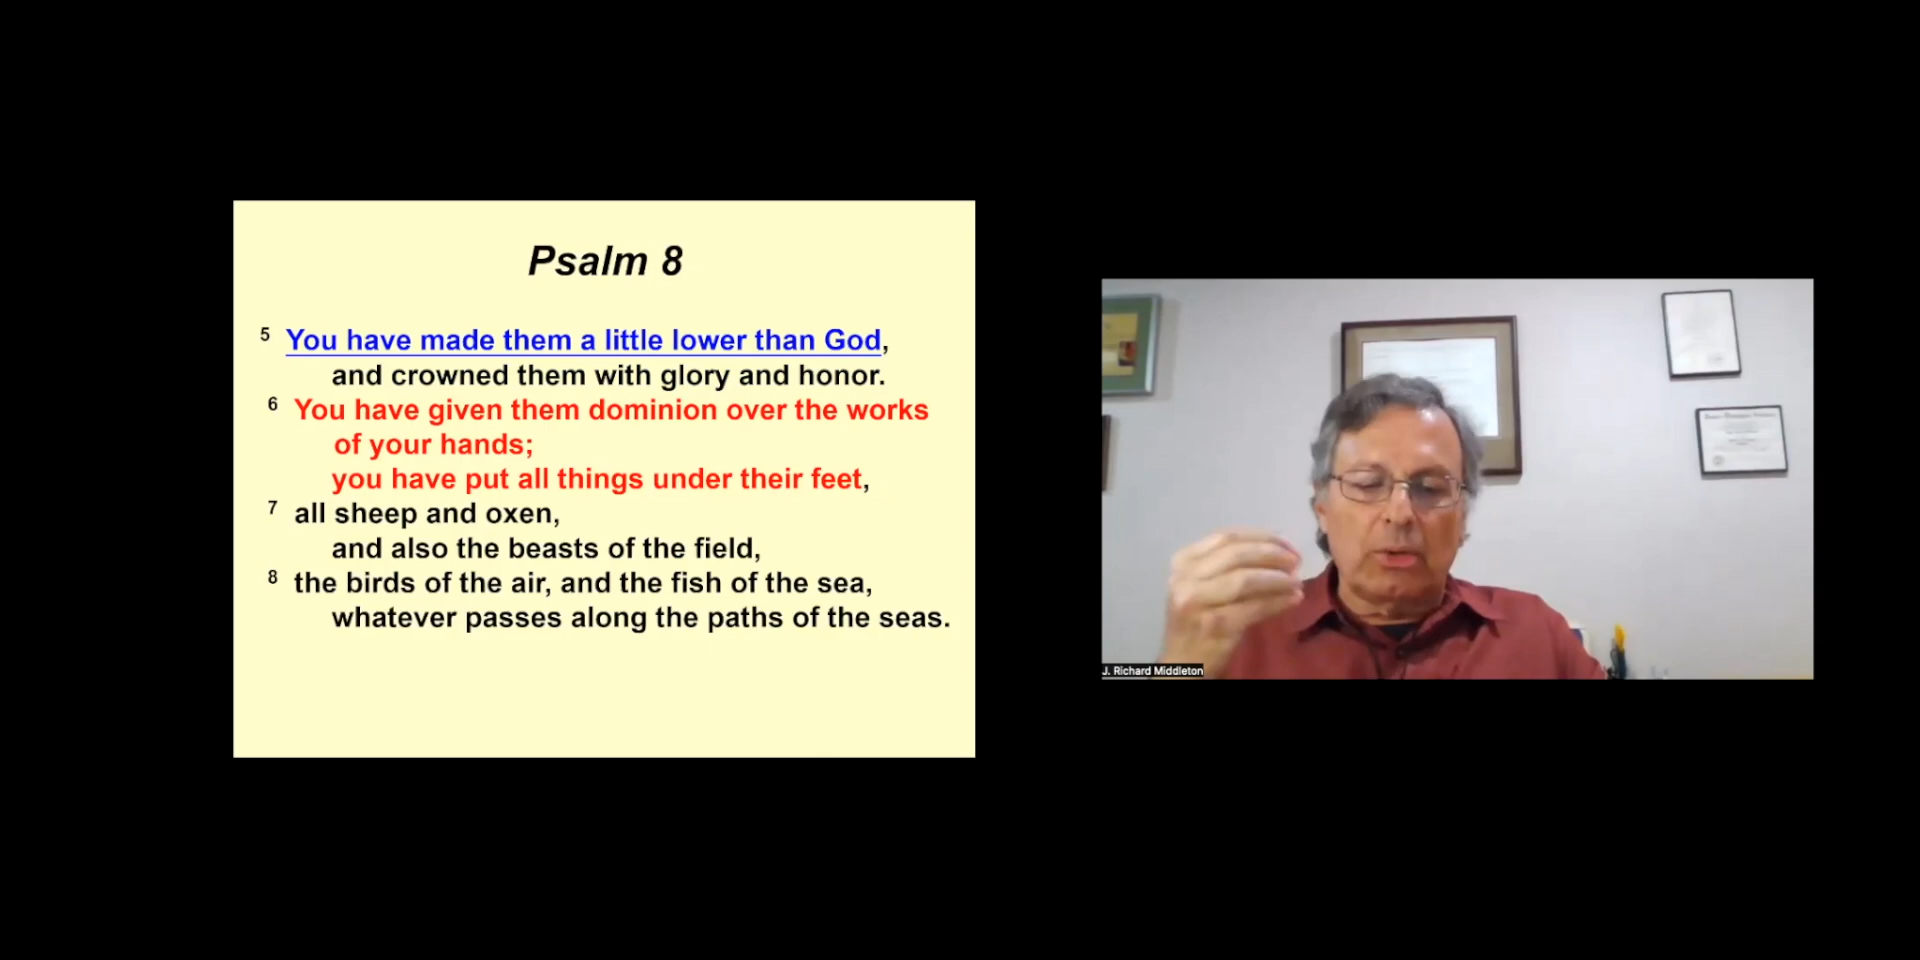 Psalm 8
5 You have made them a little lower than God,
and crowned them with glory and honor.
6 You have given them dominion over the works
of your hands;
you have put all things under their feet,
7 all sheep and oxen,
and also the beasts of the field,
8 the birds of the air, and the fish of the sea,
whatever passes along the paths of the seas.
J. Richard Middleton